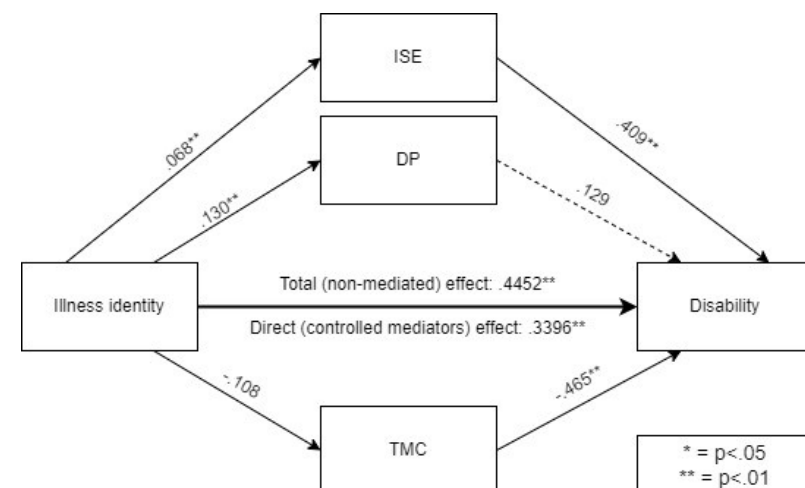 ISE
.068**
.409**
DP
.130**
.129
Illness identity
Total (non-mediated) effect: .4452**
Direct (controlled mediators) effect: .3396**
Disability
-.108
-.465**
TMC
* = p<.05
** = p<.01